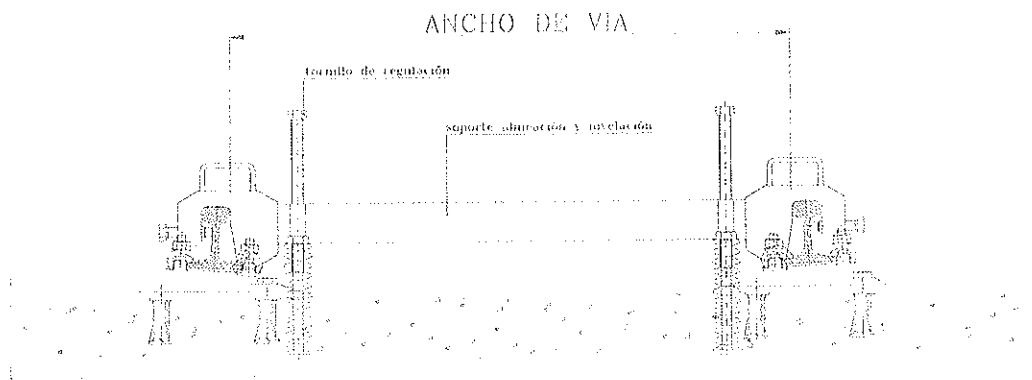 ANCHO DE VIA
tornillo de regulación
soporte alineación y nivelación